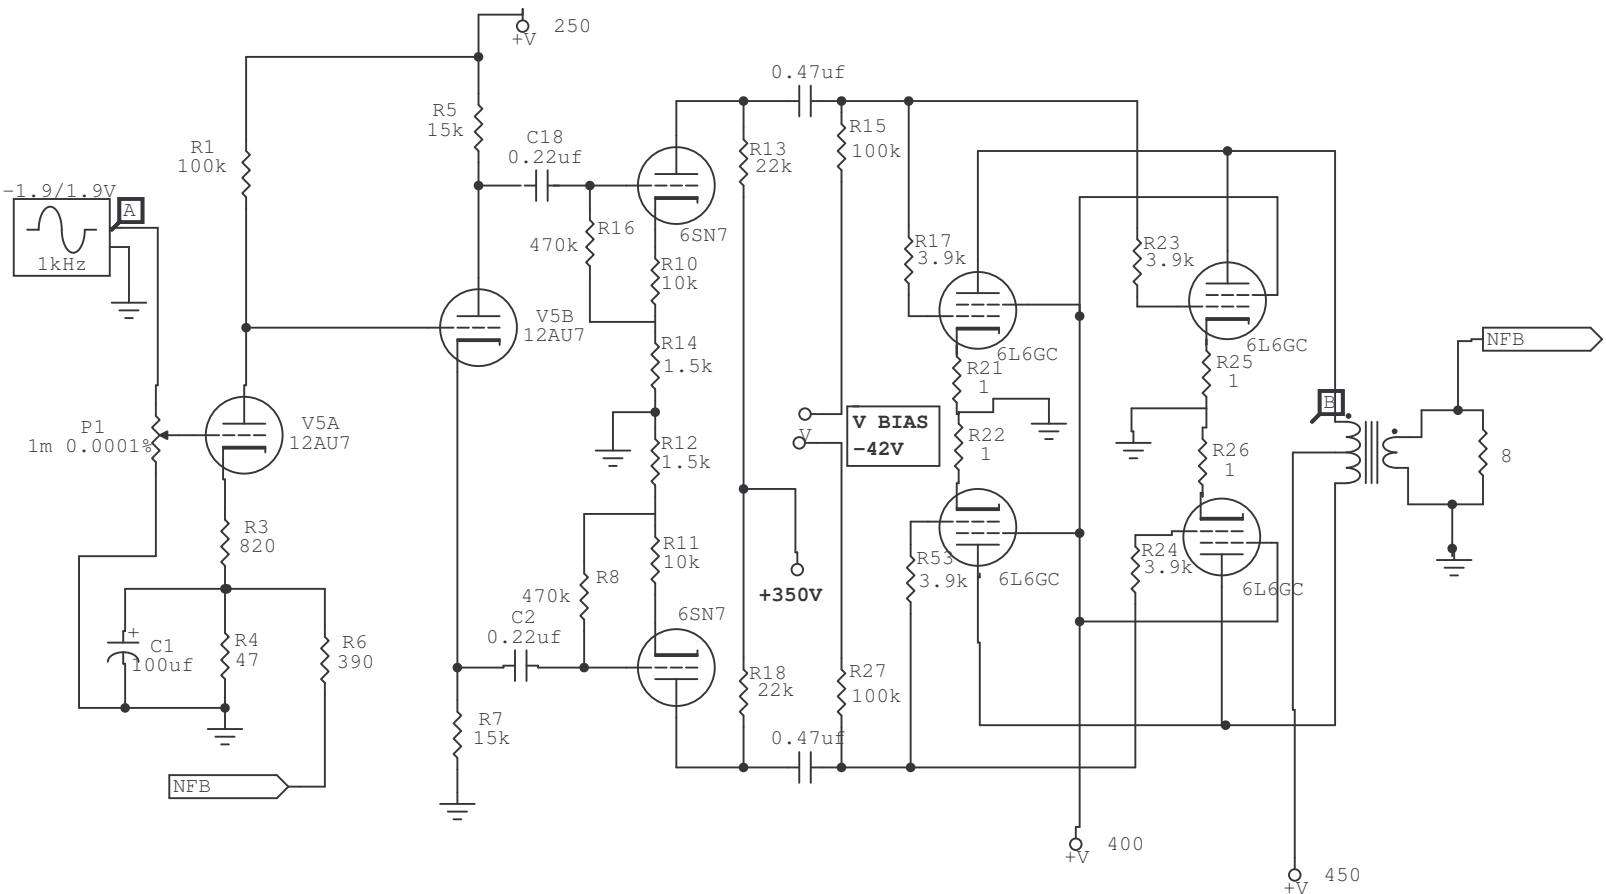 250
+V
0.47uf
R5
15k
R15
100k
C18
0.22uf
R1
100k
R13
22k
-1.9/1.9V
A
1kHz
R16
470k
6SN7
R10
10k
R17
3.9k
R23
3.9k
V5B
12AU7
R14
1.5k
6L6GC
6L6GC
NFB
R21
1
R25
1
B
P1
1m 0.0001%
V5A
12AU7
V
V BIAS
-42V
R12
1.5k
R22
1
R26
1
8
R3
820
R11
10k
R8
470k
+350V
R53
3.9k
6L6GC
R24
3.9k
6L6GC
C2
0.22uf
6SN7
C1
100uf
R4
47
R6
390
R18
22k
R27
100k
R7
15k
0.47uf
NFB
400
+V
450
+V